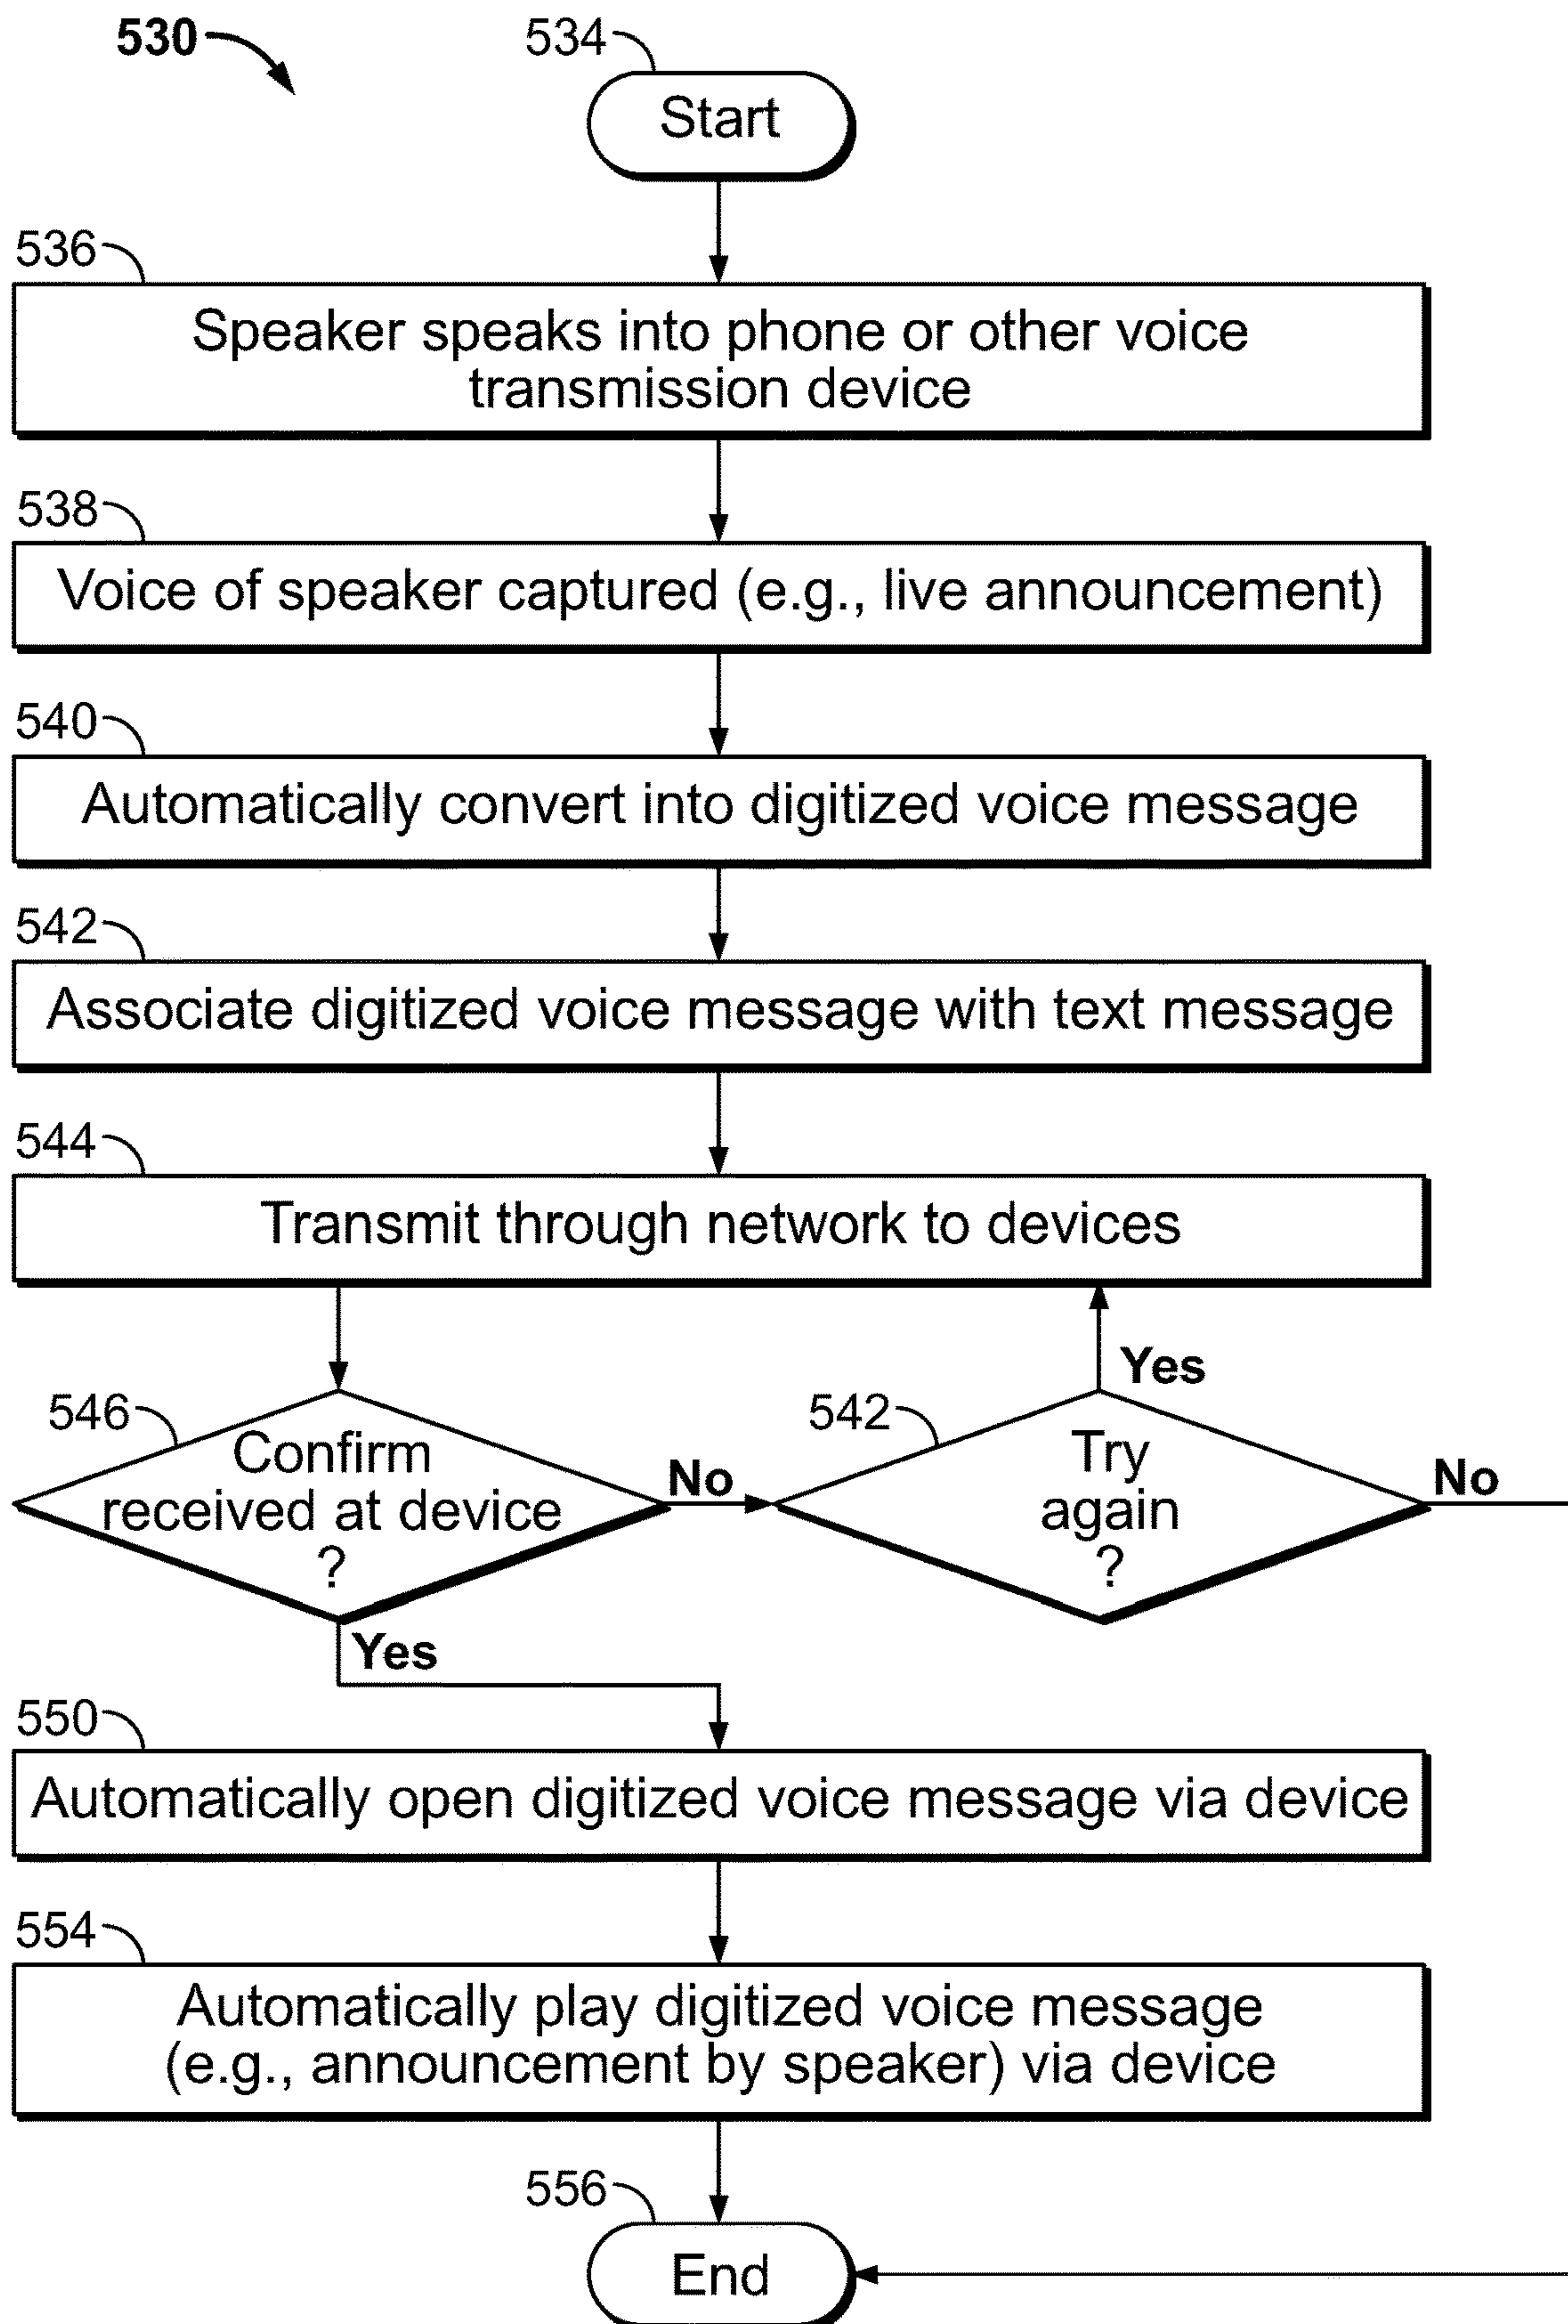 530
534
Start
536
Speaker speaks into phone or other voice
transmission device
538
Voice of speaker captured (e.g., live announcement)
540
Automatically convert into digitized voice message
542
Associate digitized voice message with text message
544
Transmit through network to devices
546
Confirm
received at device
?
No
542
Try
again
?
Yes
No
Yes
550
Automatically open digitized voice message via device
554
Automatically play digitized voice message
(e.g., announcement by speaker) via device
556
End